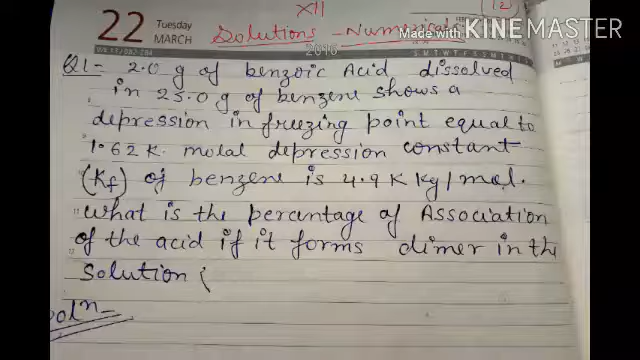 XII
22 Tuesday
MARCH
Solutions - Numericals
(12)
Made with KINEMASTER
2016
Q1- 2.0 g of benzoic Acid dissolved
in 25.0 g of benzene shows a
depression in freezing point equal to
1.62 K. molal depression constant
(Kf) of benzene is 4.9 K Kg/mol.
What is the percentage of Association
of the acid if it forms dimer in the
Solution (
Solⁿ-